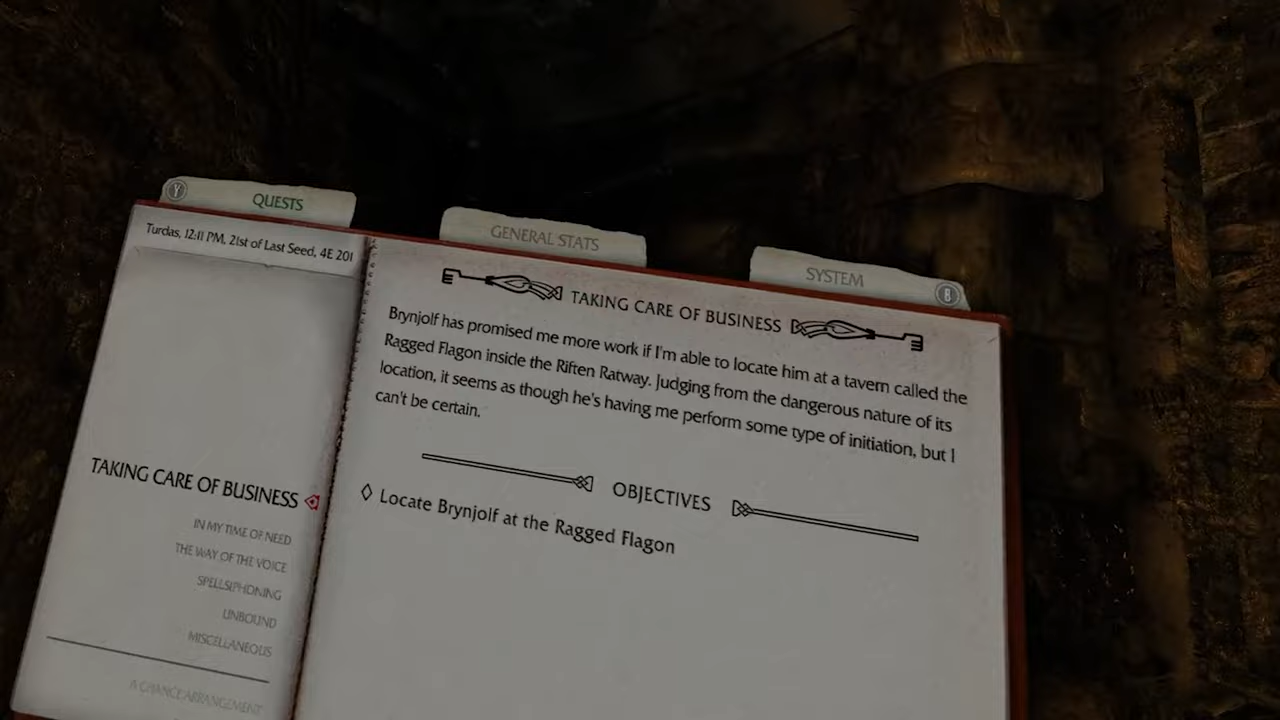 Y
QUESTS
GENERAL STATS
SYSTEM
B
Turdas, 12:11 PM, 21st of Last Seed, 4E 201
TAKING CARE OF BUSINESS
IN MY TIME OF NEED
THE WAY OF THE VOICE
SPELLSIPHONING
UNBOUND
MISCELLANEOUS
A CHANCE ARRANGEMENT
TAKING CARE OF BUSINESS
Brynjolf has promised me more work if I'm able to locate him at a tavern called the
Ragged Flagon inside the Riften Ratway. Judging from the dangerous nature of its
location, it seems as though he's having me perform some type of initiation, but I
can't be certain.
OBJECTIVES
Locate Brynjolf at the Ragged Flagon